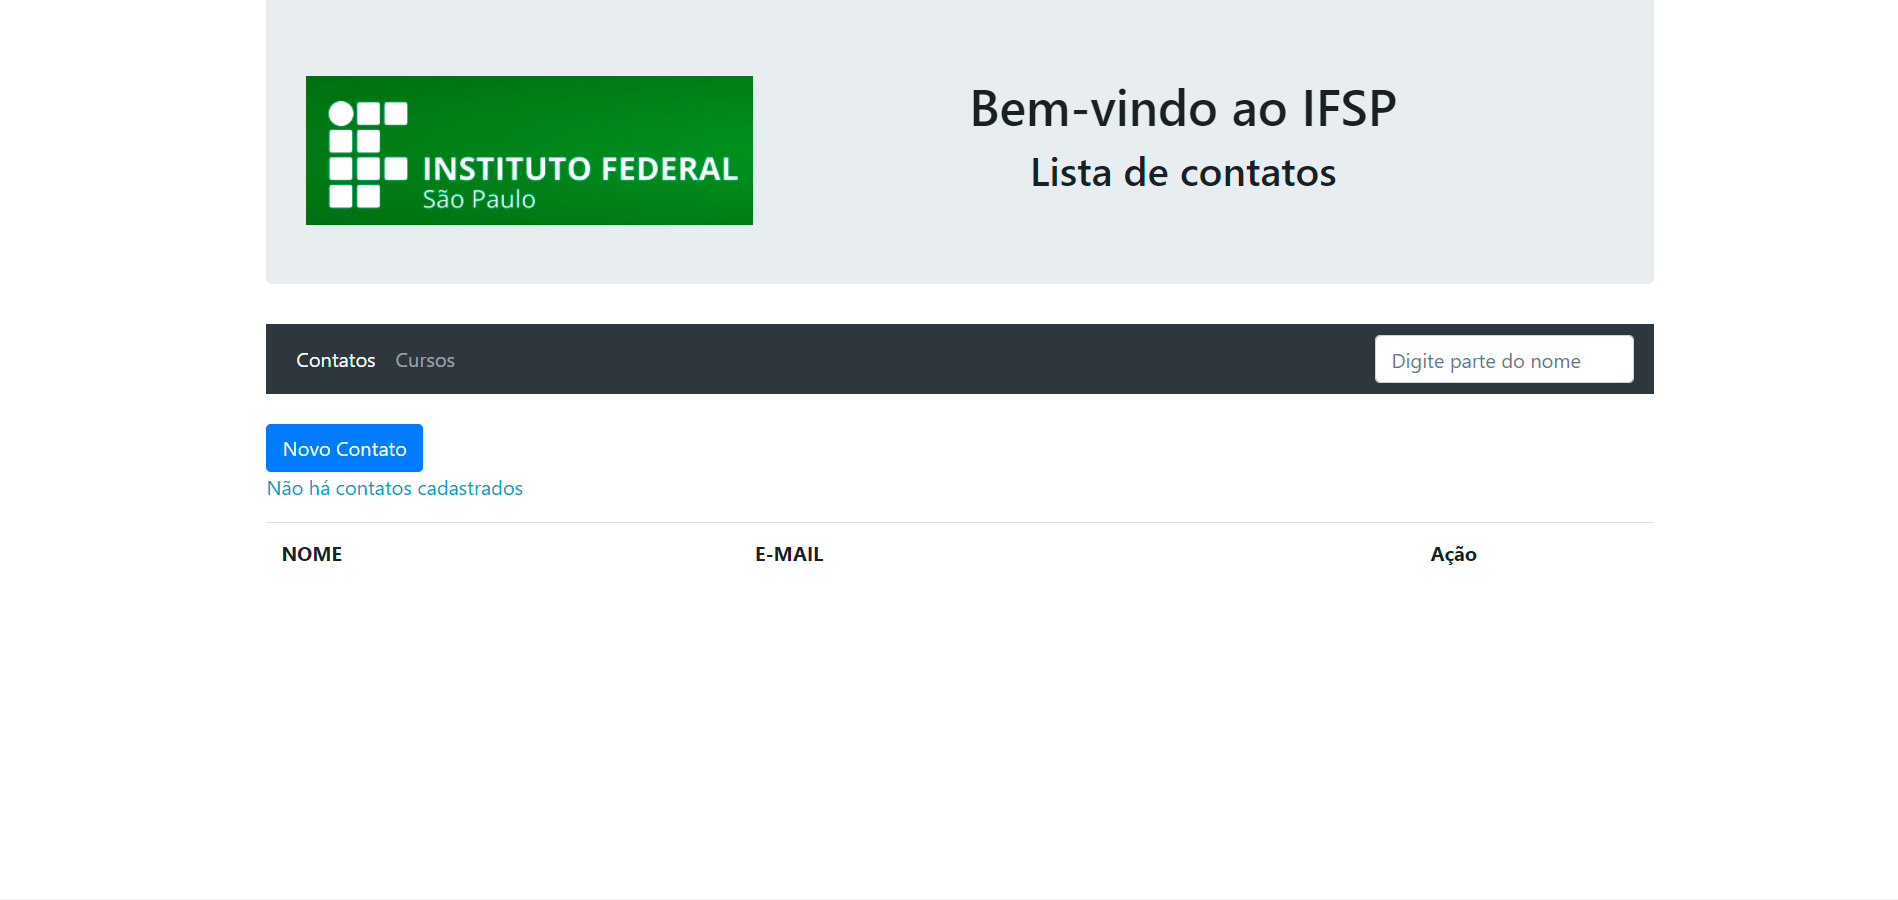 INSTITUTO FEDERAL
São Paulo
Bem-vindo ao IFSP
Lista de contatos
Contatos Cursos Digite parte do nome
Novo Contato
Não há contatos cadastrados
NOME E-MAIL Ação